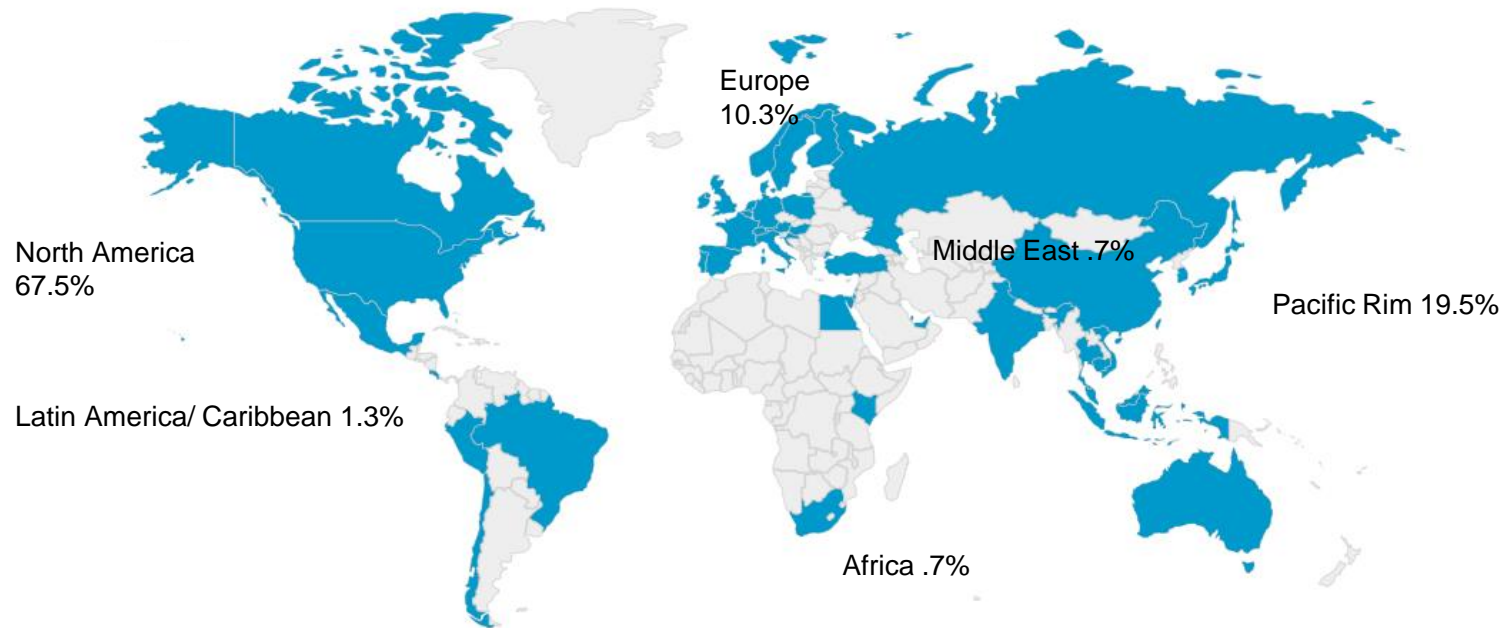 Europe
10.3%
North America
67.5%
Middle East .7%
Pacific Rim 19.5%
Latin America/ Caribbean 1.3%
Africa .7%